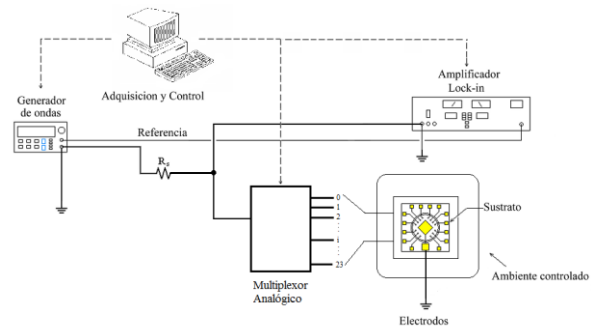 Adquisicion y Control
Amplificador
Lock-in
Generador
de ondas
Referencia
Rs
0
1
2
i
23
Sustrato
Ambiente controlado
Multiplexor
Analógico
Electrodos